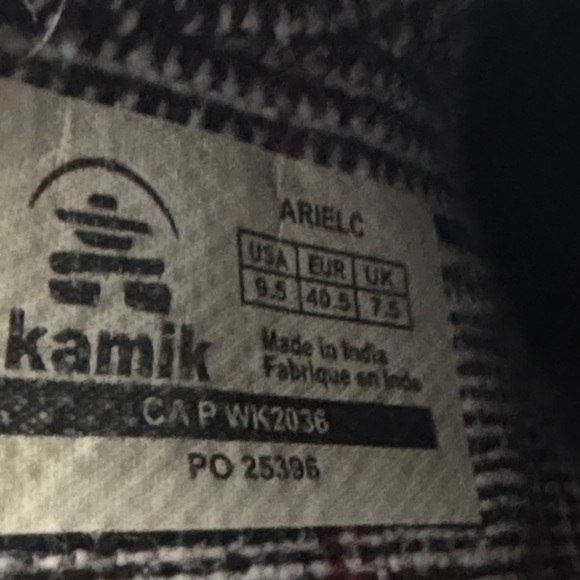 ARIELC
USA EUR UK
9.5 40.5 7.5
kamik
Made in India
Fabrique en Inde
CA P WK2036
PO 25396